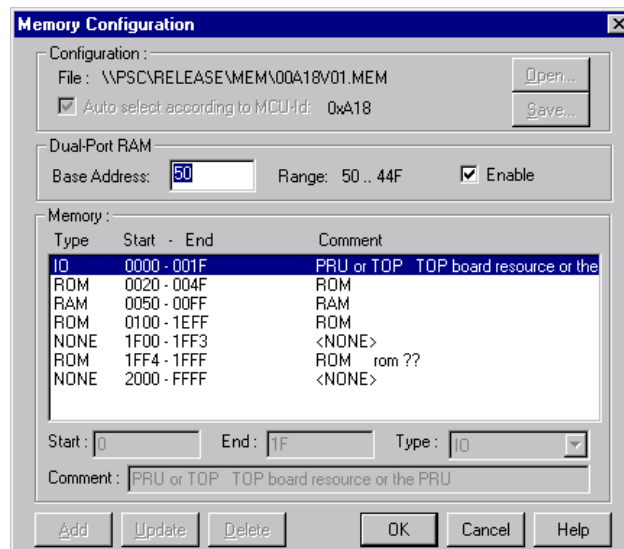 Memory Configuration
Configuration :
File : \\PSC\RELEASE\MEM\00A18V01.MEM
Open...
Auto select according to MCU-Id: 0xA18
Save...
Dual-Port RAM
Base Address: 50 Range: 50 .. 44F Enable
Memory :
Type Start - End Comment
IO 0000 - 001F PRU or TOP TOP board resource or the
ROM 0020 - 004F ROM
RAM 0050 - 00FF RAM
ROM 0100 - 1EFF ROM
NONE 1F00 - 1FF3 <NONE>
ROM 1FF4 - 1FFF ROM rom ??
NONE 2000 - FFFF <NONE>
Start : 0 End : 1F Type : IO
Comment : PRU or TOP TOP board resource or the PRU
Add Update Delete OK Cancel Help